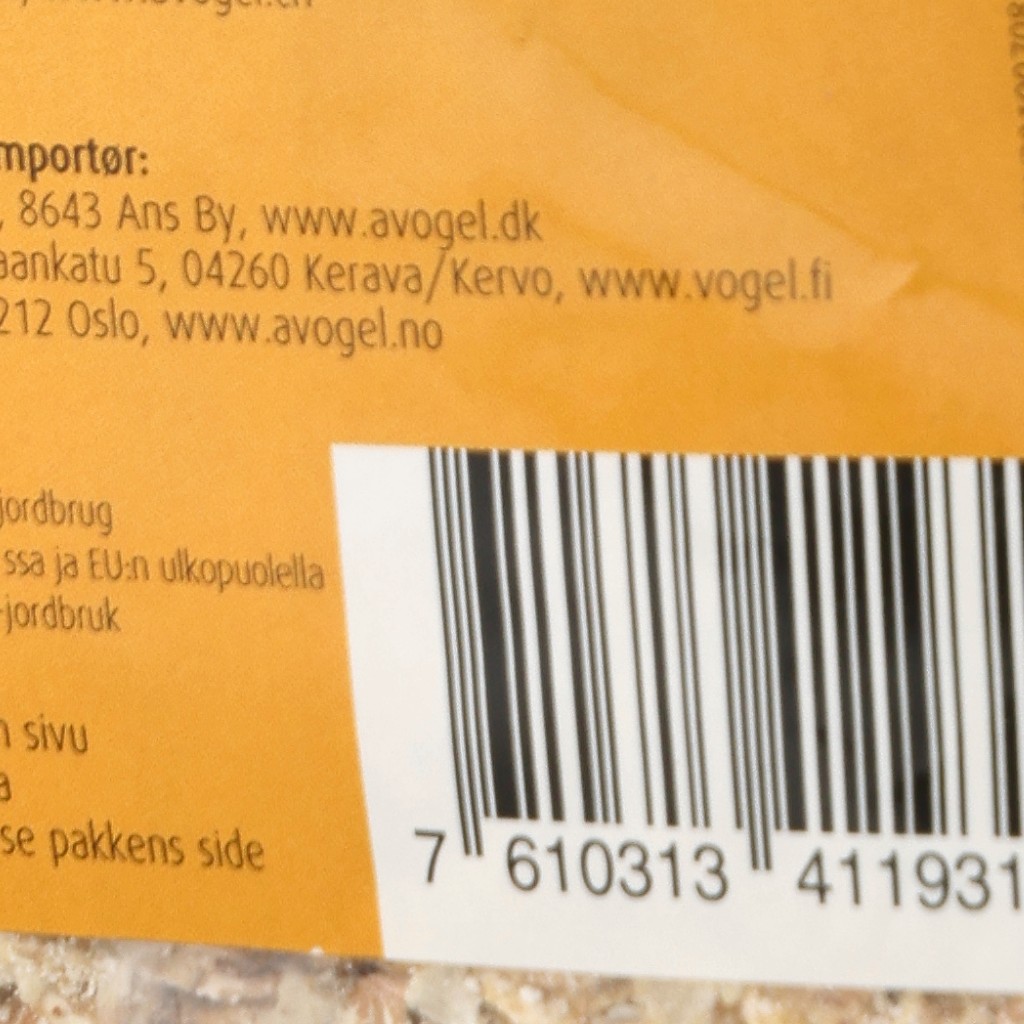 mportør:
, 8643 Ans By, www.avogel.dk
aankatu 5, 04260 Kerava/Kervo, www.vogel.fi
212 Oslo, www.avogel.no
jordbrug
ssa ja EU:n ulkopuolella
-jordbruk
n sivu
a
se pakkens side
7 610313 411931